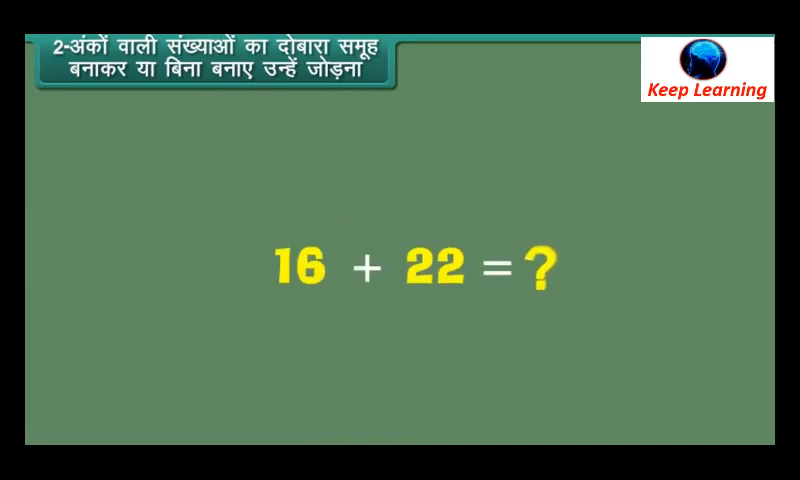 2-अंकों वाली संख्याओं का दोबारा समूह
बनाकर या बिना बनाए उन्हें जोड़ना
Keep Learning
16 + 22 = ?